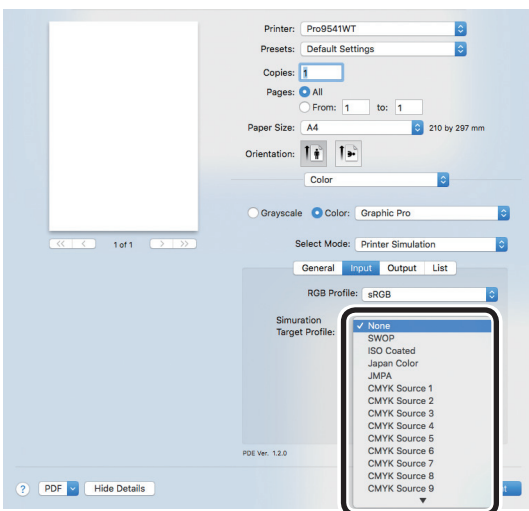 Printer: Pro9541WT
Presets: Default Settings
Copies: 1
Pages: All
From: 1 to: 1
Paper Size: A4 210 by 297 mm
Orientation:
Color
Grayscale Color: Graphic Pro
1 of 1
Select Mode: Printer Simulation
General Input Output List
RGB Profile: sRGB
Simuration
Target Profile:
✓ None
SWOP
ISO Coated
Japan Color
JMPA
CMYK Source 1
CMYK Source 2
CMYK Source 3
CMYK Source 4
CMYK Source 5
CMYK Source 6
CMYK Source 7
CMYK Source 8
CMYK Source 9
PDE Ver. 1.2.0
? PDF Hide Details